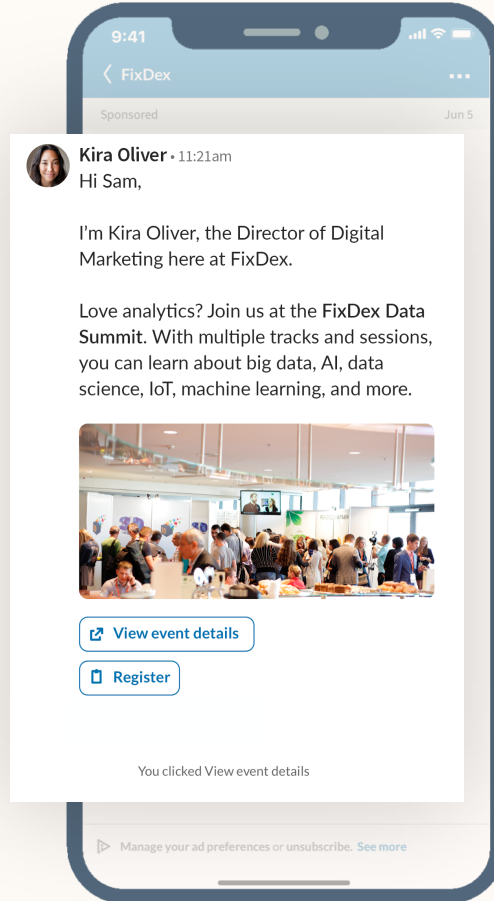 9:41
FixDex
Sponsored Jun 5
Kira Oliver • 11:21am
Hi Sam,
I’m Kira Oliver, the Director of Digital
Marketing here at FixDex.
Love analytics? Join us at the FixDex Data
Summit. With multiple tracks and sessions,
you can learn about big data, AI, data
science, IoT, machine learning, and more.
View event details
Register
You clicked View event details
Manage your ad preferences or unsubscribe. See more